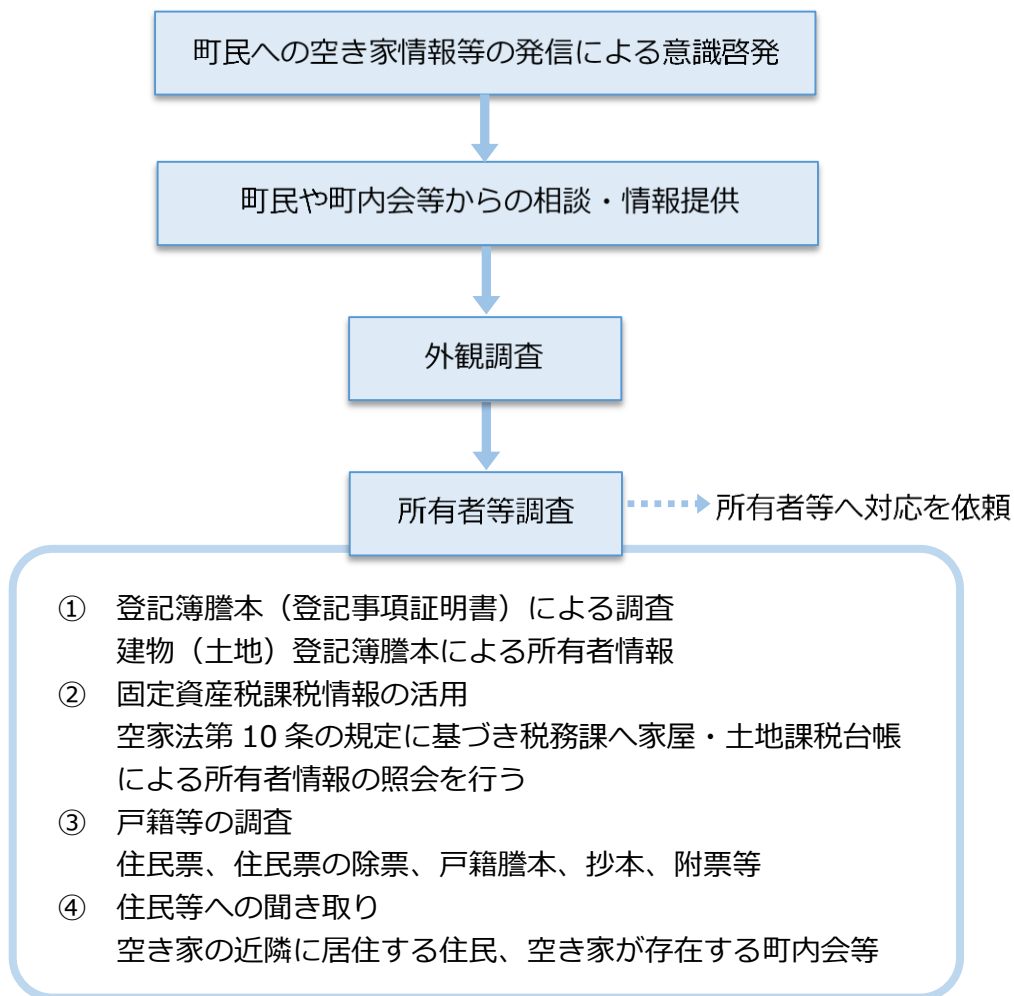 町民への空き家情報等の発信による意識啓発
町民や町内会等からの相談・情報提供
外観調査
所有者等調査
所有者等へ対応を依頼
① 登記簿謄本（登記事項証明書）による調査
建物（土地）登記簿謄本による所有者情報
② 固定資産税課税情報の活用
空家法第 10 条の規定に基づき税務課へ家屋・土地課税台帳
による所有者情報の照会を行う
③ 戸籍等の調査
住民票、住民票の除票、戸籍謄本、抄本、附票等
④ 住民等への聞き取り
空き家の近隣に居住する住民、空き家が存在する町内会等